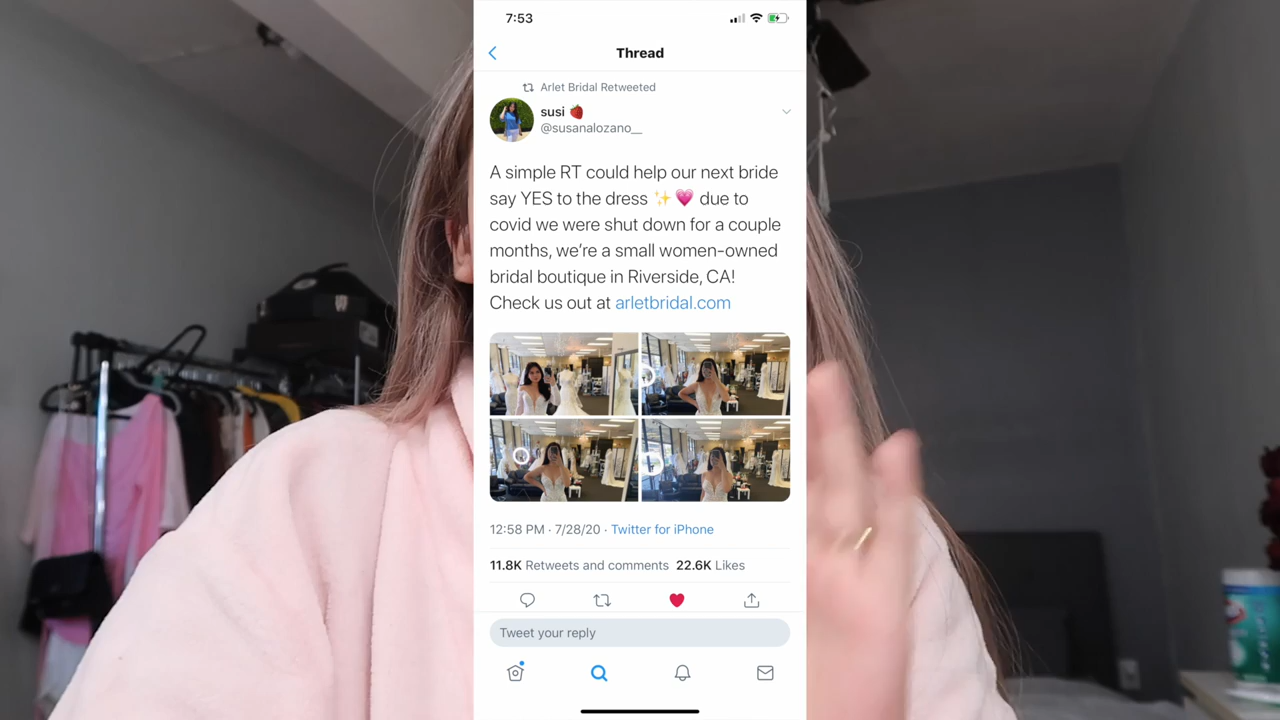 7:53
Thread
Arlet Bridal Retweeted
susi 🍓
@susanalozano__
A simple RT could help our next bride
say YES to the dress ✨ 💗 due to
covid we were shut down for a couple
months, we're a small women-owned
bridal boutique in Riverside, CA!
Check us out at arletbridal.com
12:58 PM · 7/28/20 · Twitter for iPhone
11.8K Retweets and comments 22.6K Likes
Tweet your reply